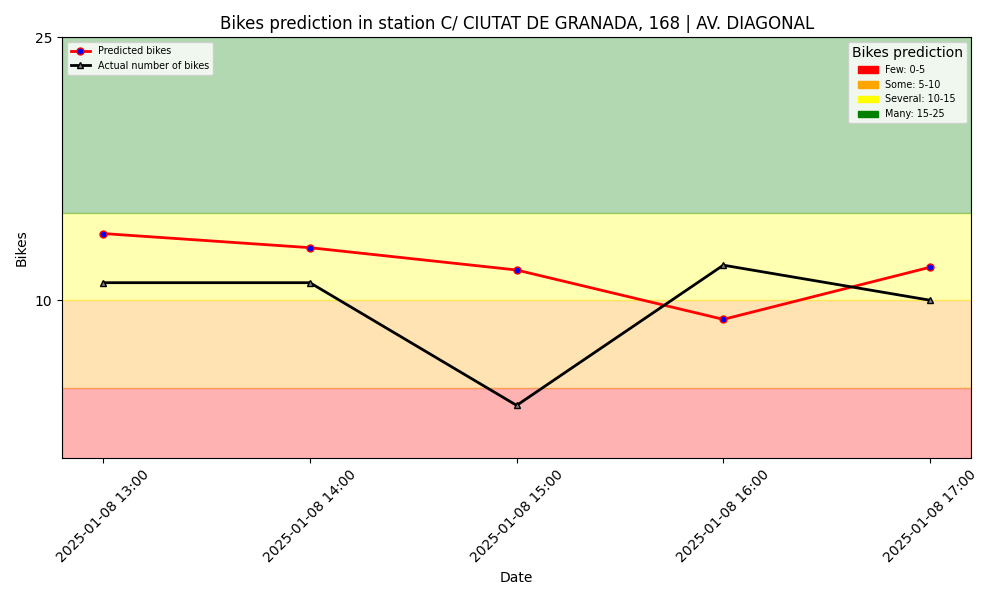 Bikes prediction in station C/ CIUTAT DE GRANADA, 168 | AV. DIAGONAL
25
Predicted bikes
Actual number of bikes
Bikes prediction
Few: 0-5
Some: 5-10
Several: 10-15
Many: 15-25
Bikes
10
2025-01-08 13:00
2025-01-08 14:00
2025-01-08 15:00
2025-01-08 16:00
2025-01-08 17:00
Date